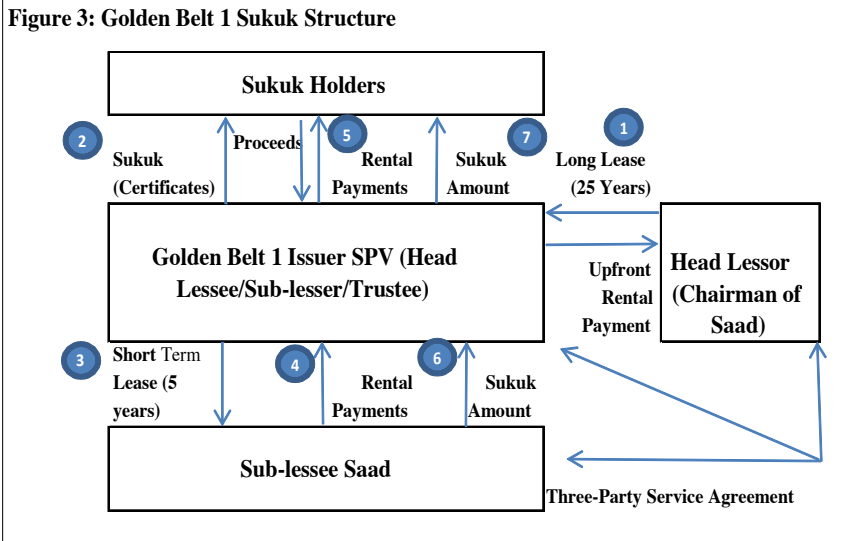 Figure 3: Golden Belt 1 Sukuk Structure
Sukuk Holders
2
Sukuk
(Certificates)
Proceeds
5
Rental
Payments
Sukuk
Amount
7
1
Long Lease
(25 Years)
Golden Belt 1 Issuer SPV (Head
Lessee/Sub-lesser/Trustee)
Upfront
Rental
Payment
Head Lessor
(Chairman of
Saad)
3
Short Term
Lease (5
years)
4
Rental
Payments
6
Sukuk
Amount
Sub-lessee Saad
Three-Party Service Agreement